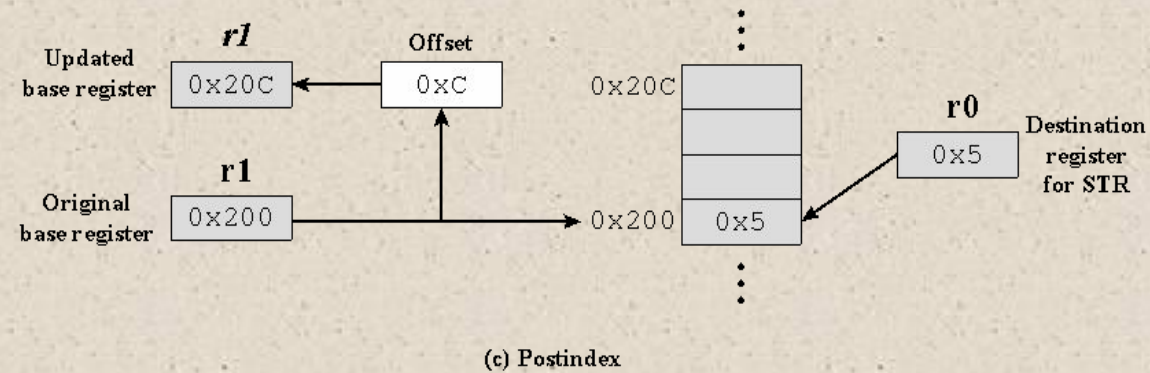 r1
Updated
base register
0x20C
Offset
0xC
r1
Original
base register
0x200
0x20C
0x200
0x5
r0
0x5
Destination
register
for STR
(c) Postindex